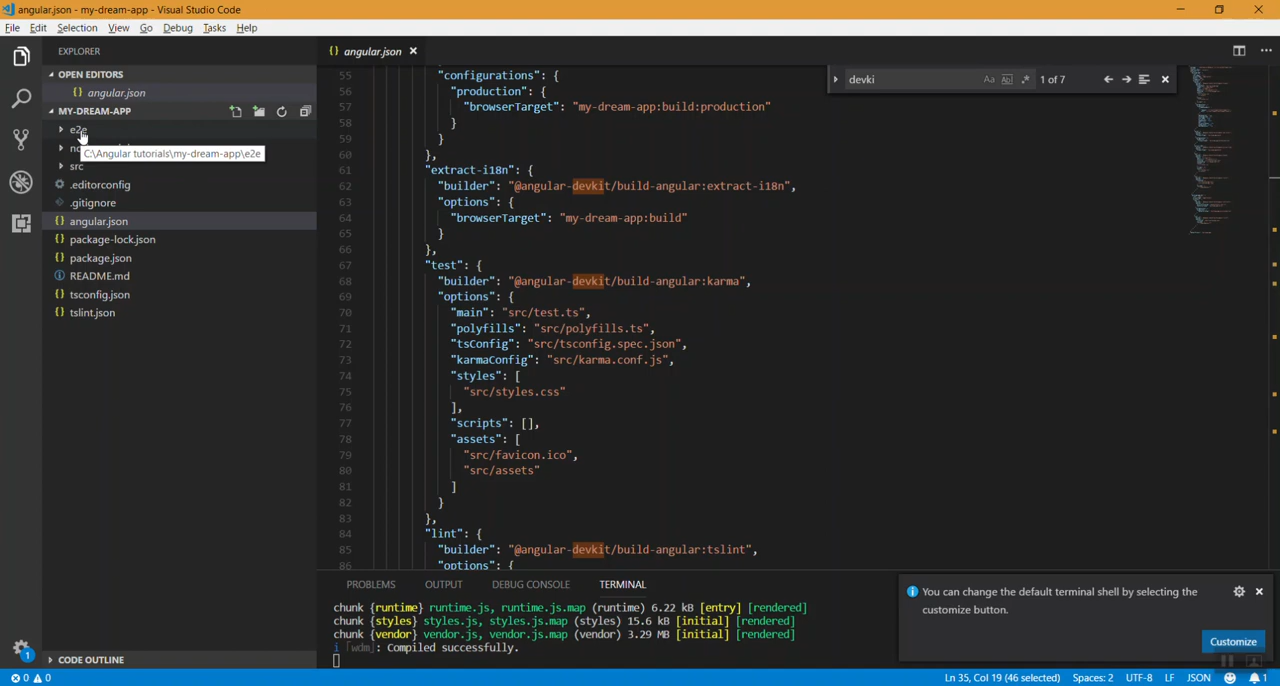 angular.json - my-dream-app - Visual Studio Code
File Edit Selection View Go Debug Tasks Help
EXPLORER
OPEN EDITORS
{} angular.json
MY-DREAM-APP
e2e
C:\Angular tutorials\my-dream-app\e2e
src
.editorconfig
.gitignore
{} angular.json
{} package-lock.json
{} package.json
README.md
{} tsconfig.json
{} tslint.json
CODE OUTLINE
{} angular.json
devki
Aa Abl .* 1 of 7
55 "configurations": {
56 "production": {
57 "browserTarget": "my-dream-app:build:production"
58 }
59 }
60 },
61 "extract-i18n": {
62 "builder": "@angular-devkit/build-angular:extract-i18n",
63 "options": {
64 "browserTarget": "my-dream-app:build"
65 }
66 },
67 "test": {
68 "builder": "@angular-devkit/build-angular:karma",
69 "options": {
70 "main": "src/test.ts",
71 "polyfills": "src/polyfills.ts",
72 "tsConfig": "src/tsconfig.spec.json",
73 "karmaConfig": "src/karma.conf.js",
74 "styles": [
75 "src/styles.css"
76 ],
77 "scripts": [],
78 "assets": [
79 "src/favicon.ico",
80 "src/assets"
81 ]
82 }
83 },
84 "lint": {
85 "builder": "@angular-devkit/build-angular:tslint",
86 "options": {
PROBLEMS OUTPUT DEBUG CONSOLE TERMINAL
chunk {runtime} runtime.js, runtime.js.map (runtime) 6.22 kB [entry] [rendered]
chunk {styles} styles.js, styles.js.map (styles) 15.6 kB [initial] [rendered]
chunk {vendor} vendor.js, vendor.js.map (vendor) 3.29 MB [initial] [rendered]
i ｢wdm｣: Compiled successfully.
You can change the default terminal shell by selecting the
customize button.
Customize
1
0 0 Ln 35, Col 19 (46 selected) Spaces: 2 UTF-8 LF JSON 1